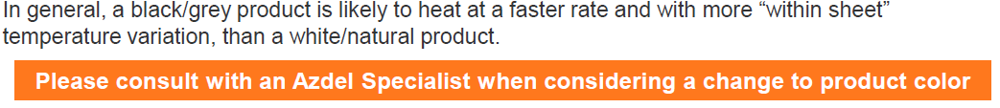 In general, a black/grey product is likely to heat at a faster rate and with more “within sheet”
temperature variation, than a white/natural product.
Please consult with an Azdel Specialist when considering a change to product color